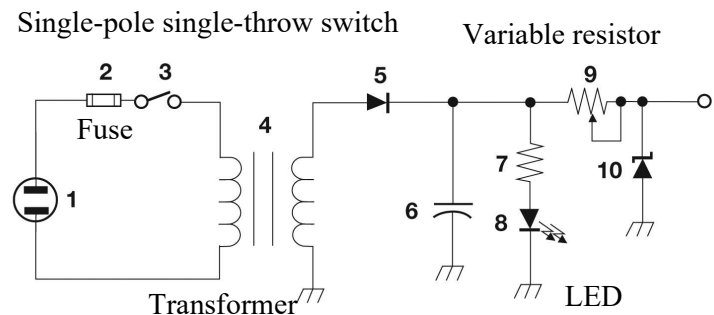 Single-pole single-throw switch
Variable resistor
2 3 5 9
Fuse
4
7
10
1
6
8
Transformer
LED